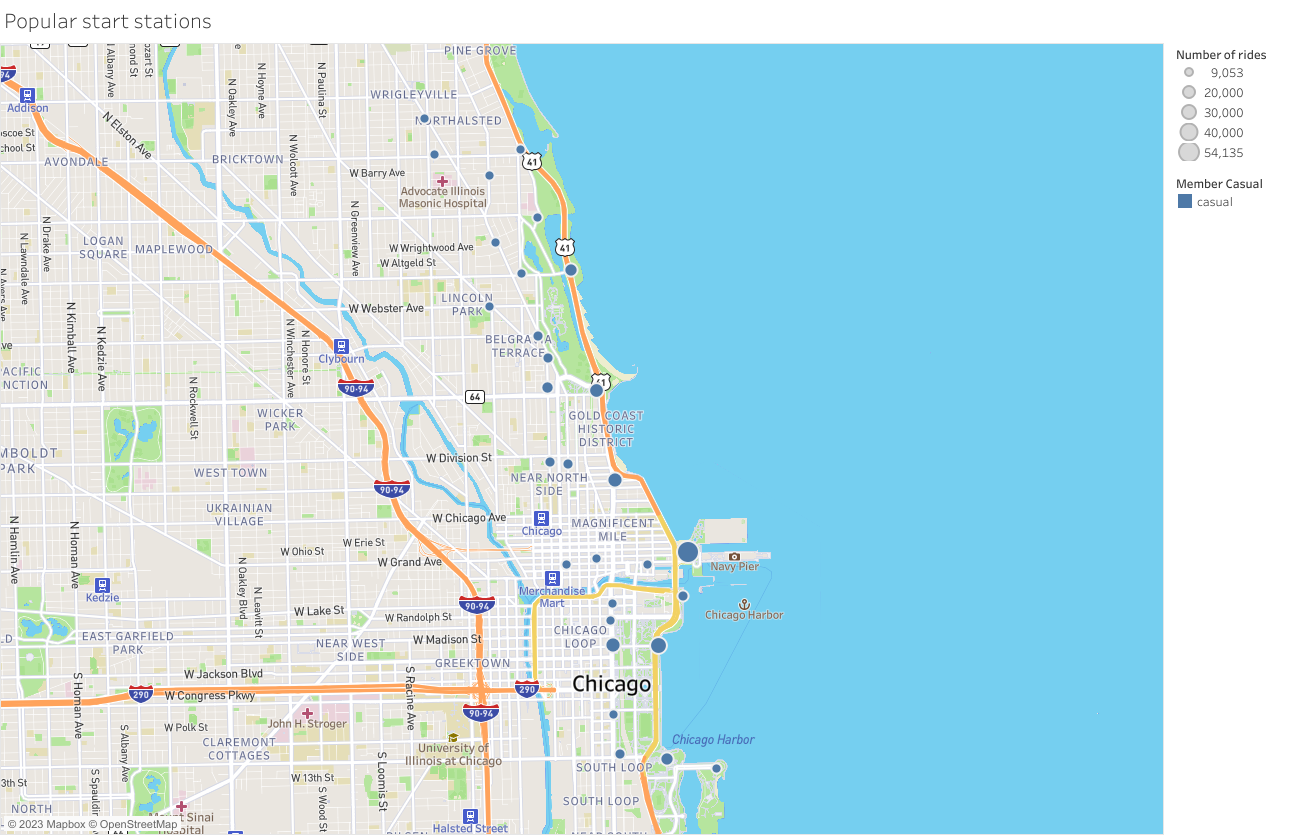 Popular start stations
PINE GROVE
WRIGLEYVILLE
NORTHALSTED
94
Addison
N Albany Ave
N Oakley Ave
N Hoyne Ave
N Paulina St
N Elston Ave
AVONDALE
BRICKTOWN
N Wolcott Ave
W Barry Ave
41
Advocate Illinois
Masonic Hospital
N Drake Ave
N Greenview Ave
LOGAN
SQUARE
MAPLEWOOD
N Lawndale Ave
W Wrightwood Ave
W Altgeld St
41
N Kimball Ave
N Kedzie Ave
LINCOLN
PARK
W Webster Ave
N Winchester Ave
N Honore St
BELGRAVIA
TERRACE
Clybourn
90-94
41
64
N Rockwell St
WICKER
PARK
GOLD COAST
HISTORIC
DISTRICT
W Division St
WEST TOWN
NEAR NORTH
SIDE
90-94
UKRAINIAN
VILLAGE
W Chicago Ave
Chicago
MAGNIFICENT
MILE
N Hamlin Ave
N Homan Ave
W Erie St
W Ohio St
W Grand Ave
Navy Pier
N Oakley Blvd
N Leavitt St
Kedzie
Merchandise
Mart
90-94
W Lake St
W Randolph St
Chicago Harbor
EAST GARFIELD
PARK
NEAR WEST
SIDE
W Madison St
CHICAGO
LOOP
GREEKTOWN
W Jackson Blvd
S Racine Ave
Chicago
290
W Congress Pkwy
290
S Homan Ave
90-94
John H. Stroger
W Polk St
S Albany Ave
CLAREMONT
COTTAGES
University of
Illinois at Chicago
Chicago Harbor
S Loomis St
SOUTH LOOP
W 13th St
S Wood St
SOUTH LOOP
NORTH
Mount Sinai
Hospital
Halsted Street
© 2023 Mapbox © OpenStreetMap
Number of rides
9,053
20,000
30,000
40,000
54,135
Member Casual
casual